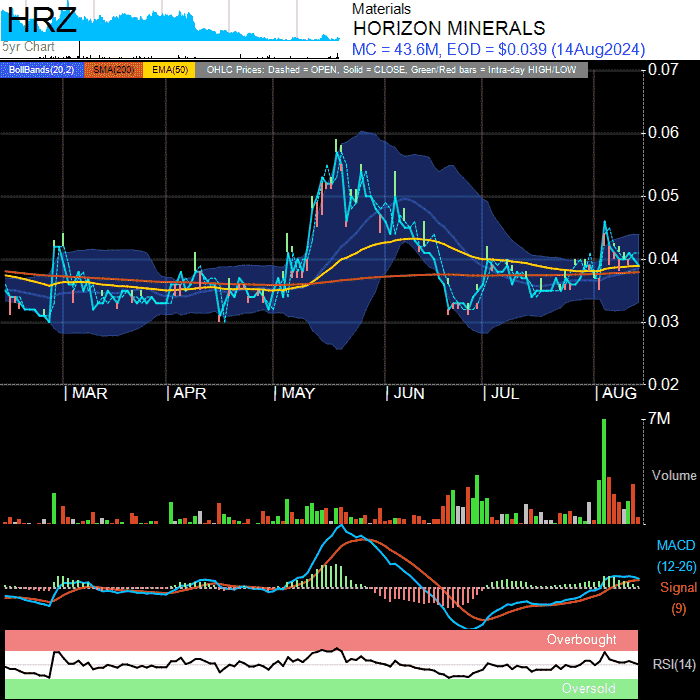 HRZ
5yr Chart
Materials
HORIZON MINERALS
MC = 43.6M, EOD = $0.039 (14Aug2024)
BollBands(20,2) SMA(200) EMA(50) OHLC Prices: Dashed = OPEN, Solid = CLOSE, Green/Red bars = Intra-day HIGH/LOW
0.07
0.06
0.05
0.04
0.03
0.02
| MAR | APR | MAY | JUN | JUL | AUG
7M
Volume
MACD
(12-26)
Signal
(9)
Overbought
RSI(14)
Oversold